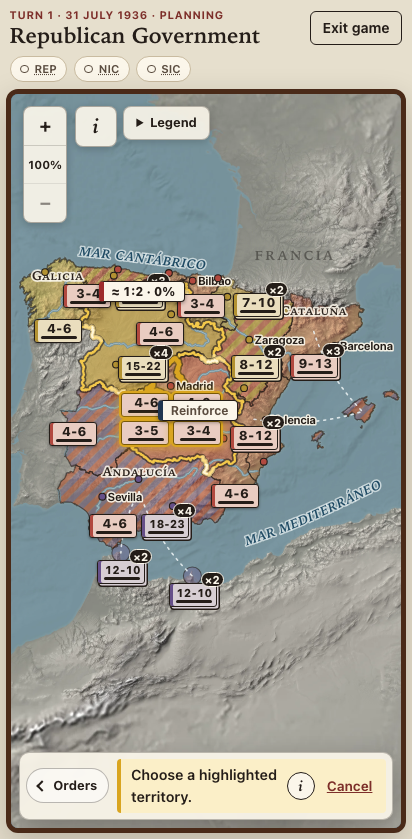 TURN 1 · 31 JULY 1936 · PLANNING
Republican Government
Exit game
REP
NIC
SIC
+
i
Legend
100%
−
MAR CANTÁBRICO
FRANCIA
GALICIA
Bilbao
×2
3-4
≈ 1:2 · 0%
3-4
7-10
CATALUÑA
4-6
4-6
Zaragoza
×3
Barcelona
×4
×2
15-22
8-12
9-13
Madrid
4-6
Reinforce
×2
lencia
4-6
3-5
3-4
8-12
ANDALUCÍA
Sevilla
4-6
×4
4-6
18-23
MAR MEDITERRÁNEO
×2
12-10
×2
12-10
Orders
Choose a highlighted
territory.
i
Cancel